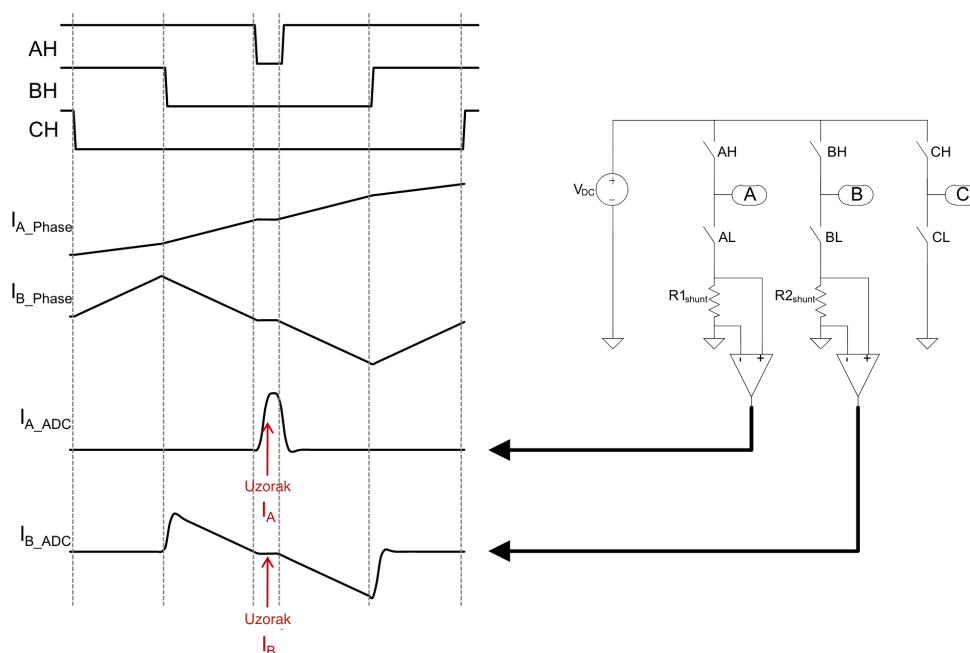 AH
BH
CH
I_A_Phase
I_B_Phase
I_A_ADC
Uzorak
I_A
I_B_ADC
Uzorak
I_B
V_DC
+
−
AH
BH
CH
A
B
C
AL
BL
CL
R1_shunt
R2_shunt
- +
- +